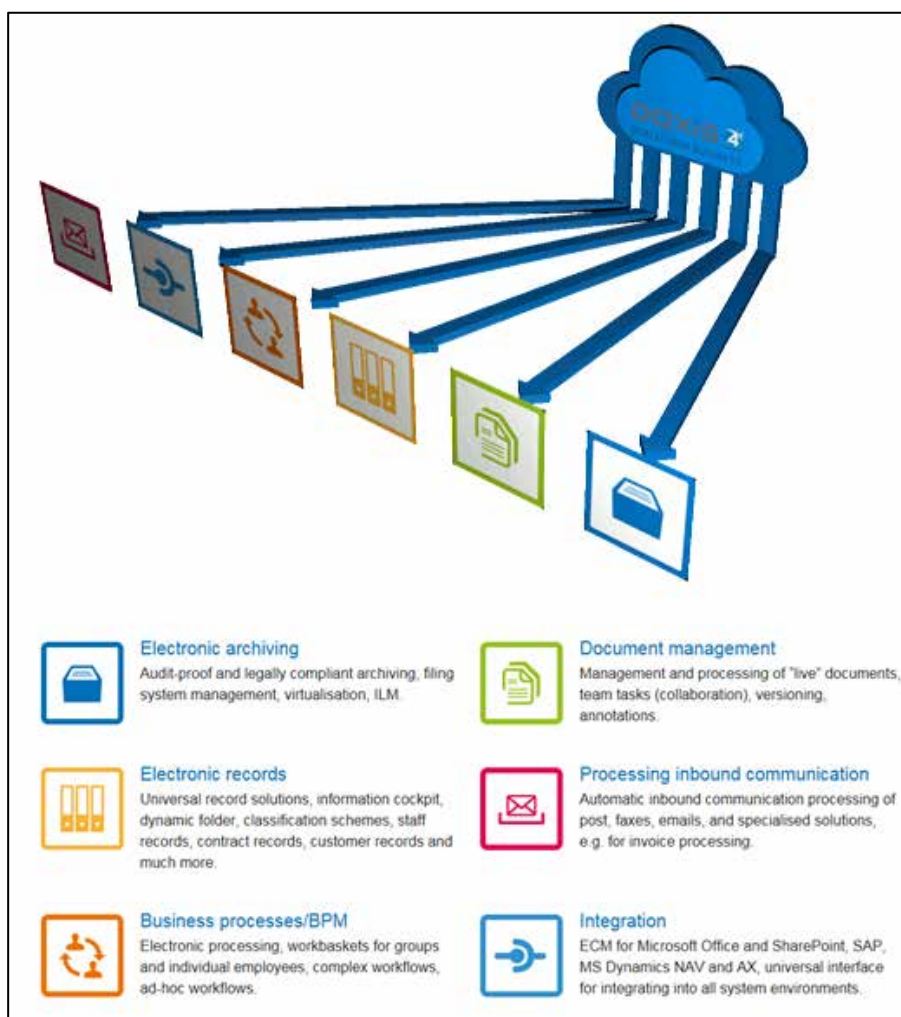 DOXiS 4
Electronic archiving
Audit-proof and legally compliant archiving, filing
system management, virtualisation, ILM.
Document management
Management and processing of "live" documents,
team tasks (collaboration), versioning,
annotations.
Electronic records
Universal record solutions, information cockpit,
dynamic folder, classification schemes, staff
records, contract records, customer records and
much more.
Processing inbound communication
Automatic inbound communication processing of
post, faxes, emails, and specialised solutions,
e.g. for invoice processing.
Business processes/BPM
Electronic processing, workbaskets for groups
and individual employees, complex workflows,
ad-hoc workflows.
Integration
ECM for Microsoft Office and SharePoint, SAP,
MS Dynamics NAV and AX, universal interface
for integrating into all system environments.